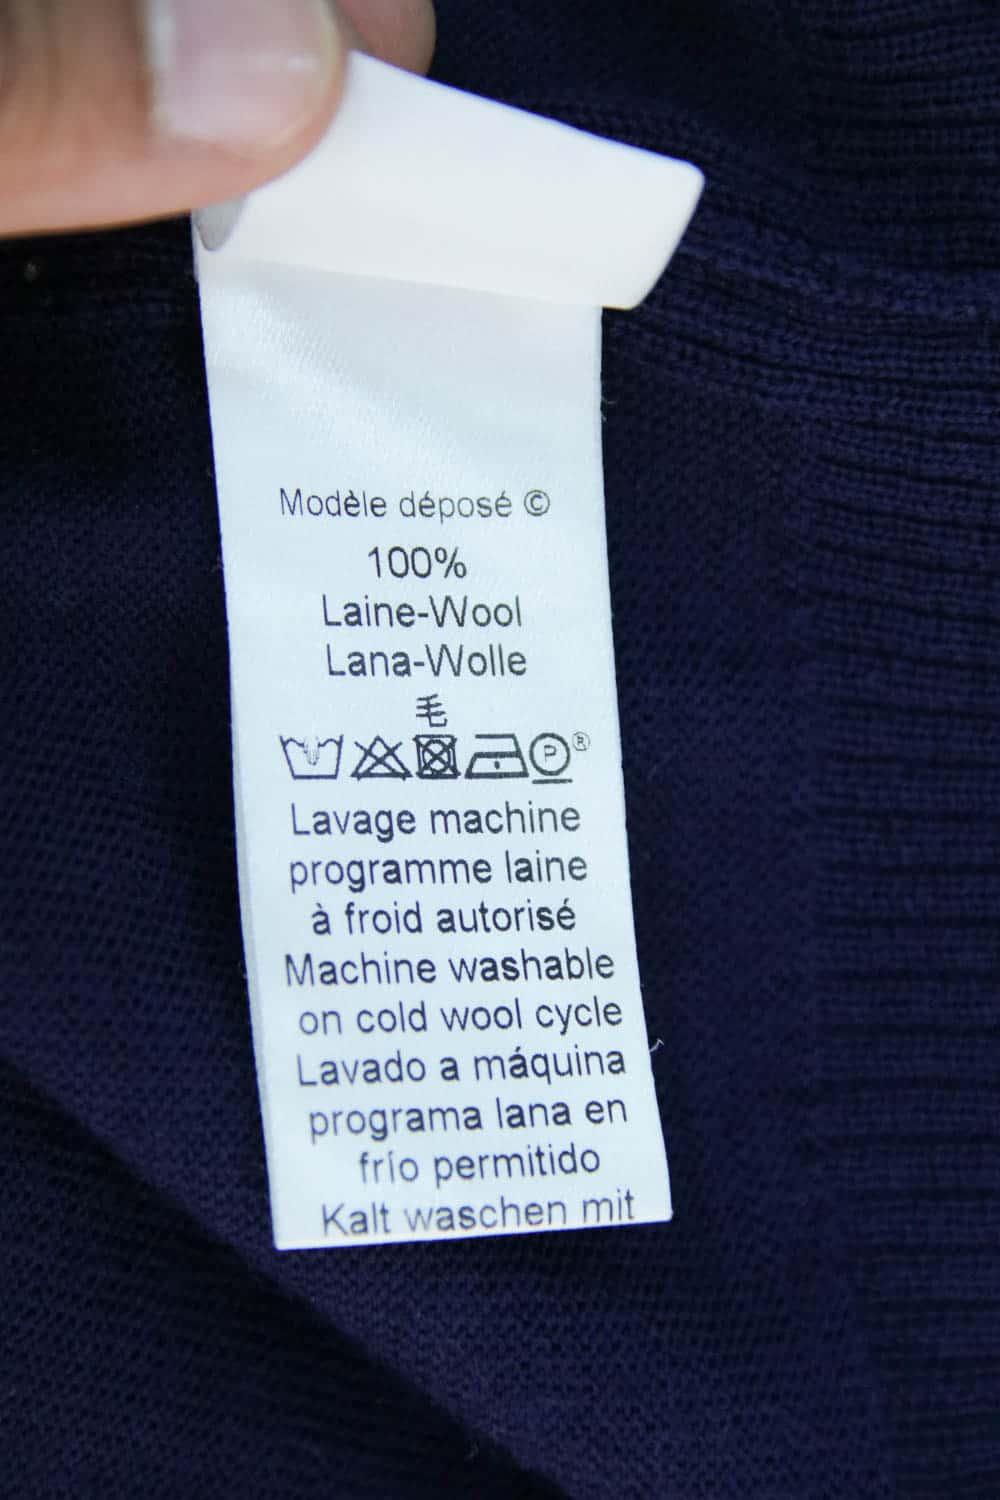 Modèle déposé ©
100%
Laine-Wool
Lana-Wolle
毛
P ®
Lavage machine
programme laine
à froid autorisé
Machine washable
on cold wool cycle
Lavado a máquina
programa lana en
frío permitido
Kalt waschen mit